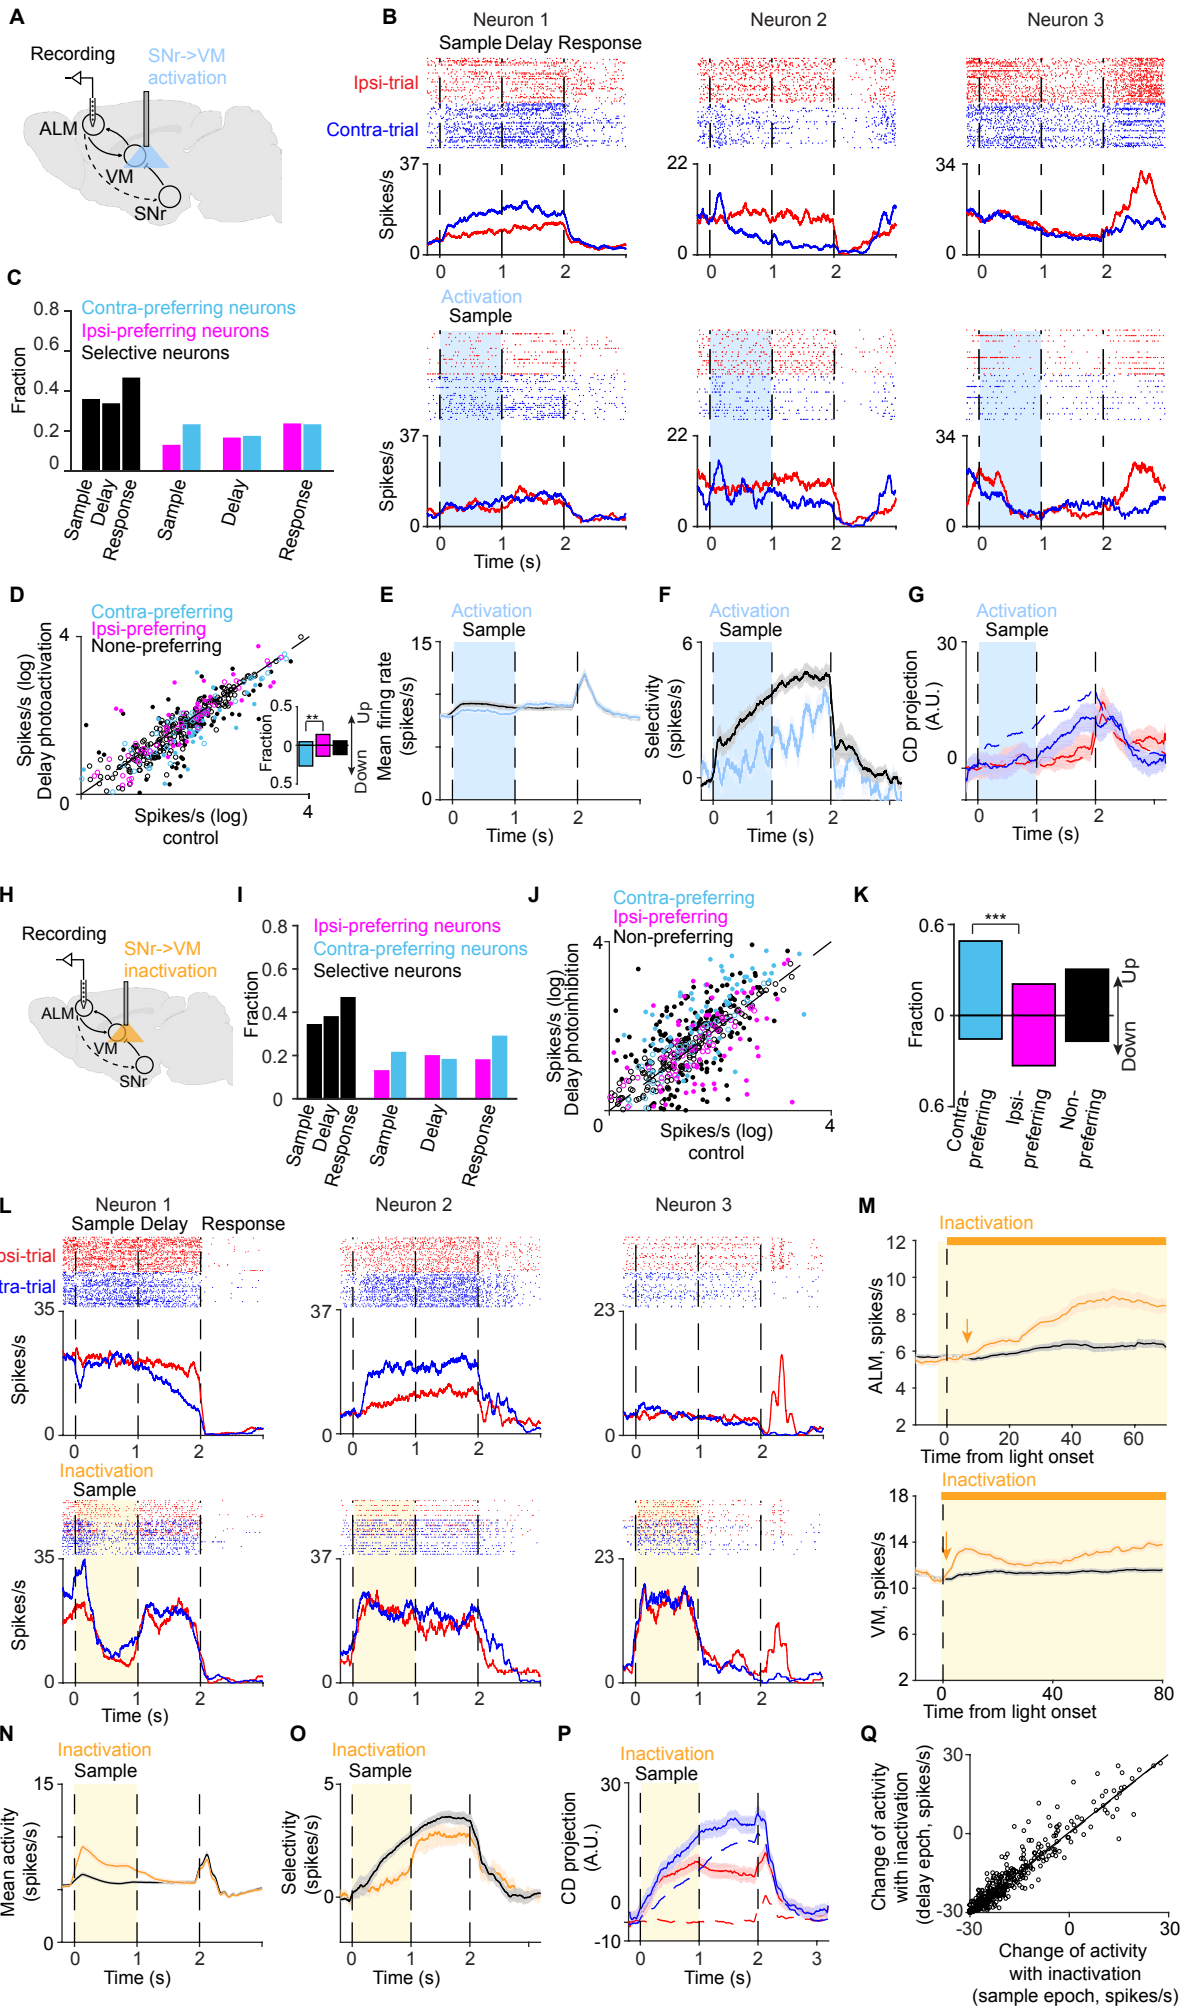 A
Recording
SNr->VM
activation
ALM
VM
SNr
B
Neuron 1
Neuron 2
Neuron 3
Sample Delay Response
Ipsi-trial
Contra-trial
37
Spikes/s
0
0 1 2
22
0
0 1 2
34
0
0 1 2
Activation
Sample
37
Spikes/s
0
0 1 2
Time (s)
22
0
0 1 2
34
0
0 1 2
C
Contra-preferring neurons
Ipsi-preferring neurons
Selective neurons
0.8
0.6
0.4
0.2
0
Fraction
Sample
Delay
Response
Sample
Delay
Response
D
Contra-preferring
Ipsi-preferring
None-preferring
4
0
Spikes/s (log)
Delay photoactivation
Spikes/s (log)
control
4
0.5
0
0.5
Fraction
**
Up
Down
E
Activation
Sample
15
0
Mean firing rate
(spikes/s)
0 1 2
Time (s)
F
Activation
Sample
6
0
Selectivity
(spikes/s)
0 1 2
Time (s)
G
Activation
Sample
30
0
CD projection
(A.U.)
0 1 2
Time (s)
H
Recording
SNr->VM
inactivation
ALM
VM
SNr
I
Ipsi-preferring neurons
Contra-preferring neurons
Selective neurons
0.8
0.6
0.4
0.2
0
Fraction
Sample
Delay
Response
Sample
Delay
Response
J
Contra-preferring
Ipsi-preferring
Non-preferring
4
0
Spikes/s (log)
Delay photoinhibition
Spikes/s (log)
control
4
K
0.6
0
0.6
Fraction
***
Up
Down
Contra-
preferring
Ipsi-
preferring
Non-
preferring
L
Neuron 1
Neuron 2
Neuron 3
Sample Delay Response
psi-trial
tra-trial
35
Spikes/s
0
0 1 2
37
0
0 1 2
23
0
0 1 2
Inactivation
Sample
35
Spikes/s
0
0 1 2
Time (s)
37
0
0 1 2
23
0
0 1 2
M
Inactivation
12
10
8
6
4
2
ALM, spikes/s
0 20 40 60
Time from light onset
Inactivation
18
14
10
6
2
VM, spikes/s
0 40 80
Time from light onset
N
Inactivation
Sample
15
0
Mean activity
(spikes/s)
0 1 2
Time (s)
O
Inactivation
Sample
5
0
Selectivity
(spikes/s)
0 1 2
Time (s)
P
Inactivation
Sample
30
0
-10
CD projection
(A.U.)
0 1 2 3
Time (s)
Q
30
0
-30
Change of activity
with inactivation
(delay epoch, spikes/s)
-30 0 30
Change of activity
with inactivation
(sample epoch, spikes/s)